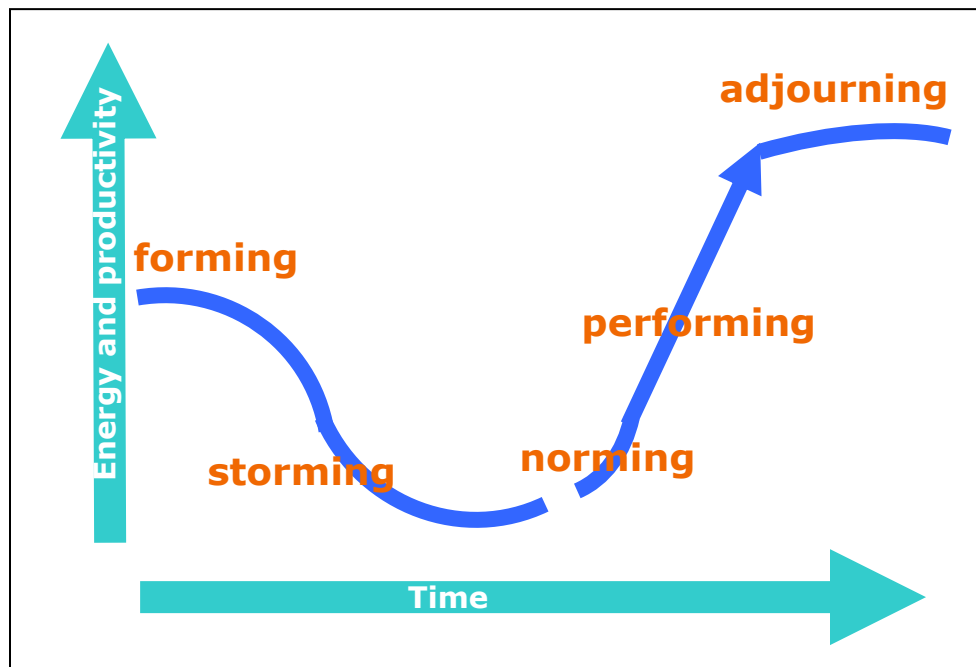 adjourning
Energy and productivity
forming
performing
storming
norming
Time